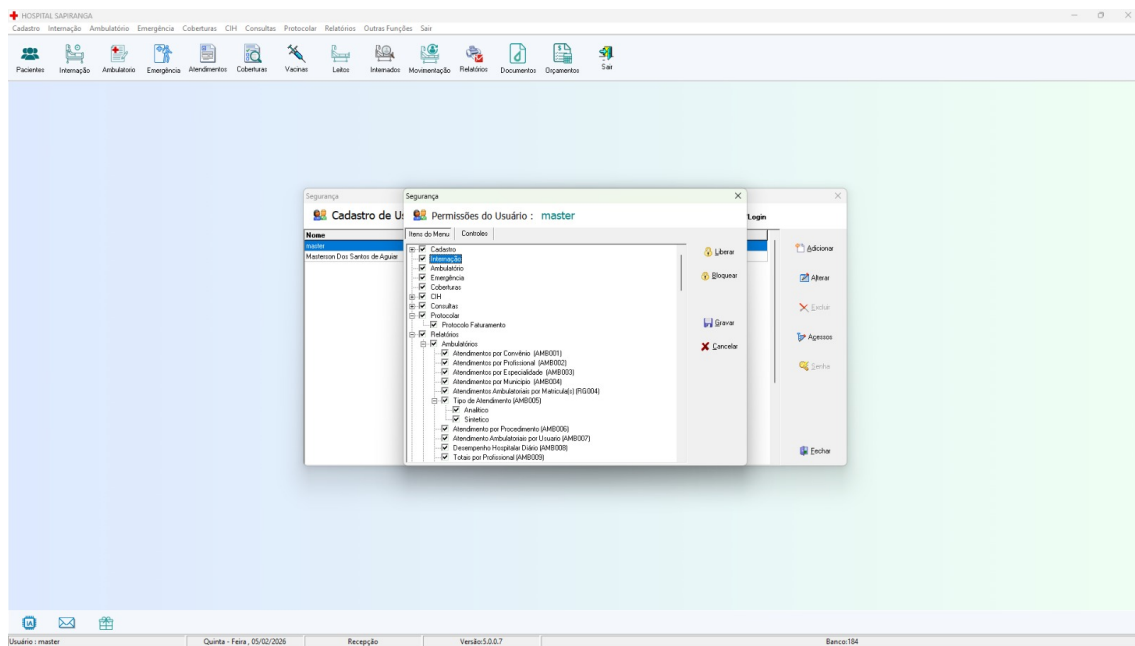 HOSPITAL SAPIRANGA
Cadastro Internação Ambulatório Emergência Coberturas CIH Consultas Protocolar Relatórios Outras Funções Sair
Pacientes Internação Ambulatorio Emergência Atendimentos Coberturas Vacinas Leitos Internados Movimentação Relatórios Documentos Orçamentos Sair
Segurança
Cadastro de U
Login
Nome
master
Masterson Dos Santos de Aguiar
Adicionar
Alterar
Excluir
Acessos
Senha
Fechar
Segurança
Permissões do Usuário : master
Itens do Menu Controles
Cadastro
Internação
Ambulatório
Emergência
Coberturas
CIH
Consultas
Protocolar
Protocolo Faturamento
Relatórios
Ambulatórios
Atendimentos por Convênio (AMB001)
Atendimentos por Profissional (AMB002)
Atendimentos por Especialidade (AMB003)
Atendimentos por Municipio (AMB004)
Atendimentos Ambulatoriais por Matricula(s) (RG004)
Tipo de Atendimento (AMB005)
Analítico
Sintetico
Atendimento por Procedimento (AMB006)
Atendimento Ambulatoriais por Usuario (AMB007)
Desempenho Hospitalar Diário (AMB008)
Totais por Profissional (AMB009)
Liberar
Bloquear
Gravar
Cancelar
IA
Usuário : master Quinta - Feira , 05/02/2026 Recepção Versão:5.0.0.7 Banco:184